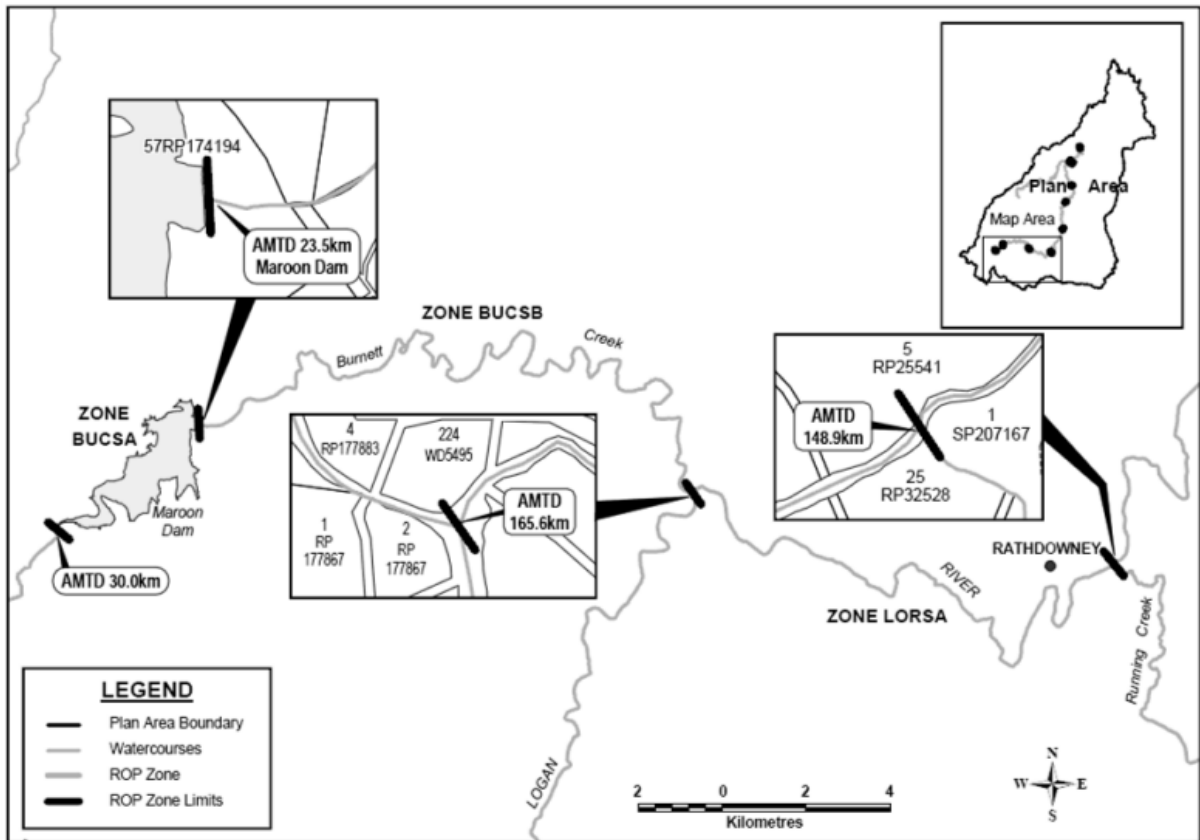 57RP174194
AMTD 23.5km
Maroon Dam
Plan Area
Map Area
ZONE BUCSB
Burnett
Creek
ZONE
BUCSA
Maroon
Dam
AMTD 30.0km
4
RP177883
224
WD5495
1
RP
177867
2
RP
177867
AMTD
165.6km
5
RP25541
AMTD
148.9km
1
SP207167
25
RP32528
RATHDOWNEY
RIVER
ZONE LORSA
Running Creek
LOGAN
LEGEND
Plan Area Boundary
Watercourses
ROP Zone
ROP Zone Limits
2 0 2 4
Kilometres
N
W E
S